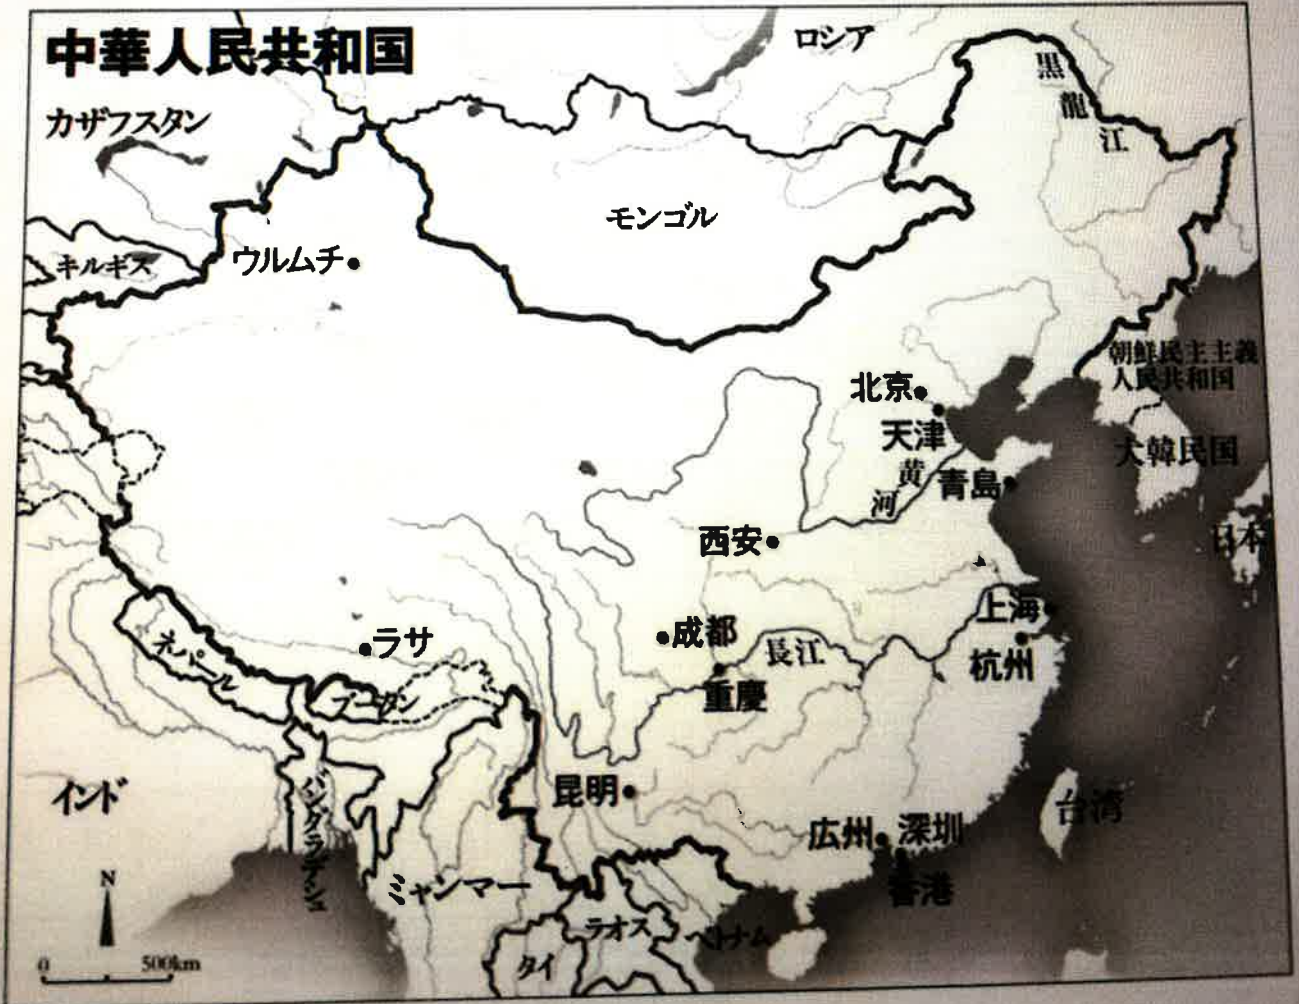 中華人民共和国
ロシア
カザフスタン
黒龍江
モンゴル
キルギス
ウルムチ
朝鮮民主主義
人民共和国
北京
天津
大韓民国
黄河
青島
日本
西安
上海
ラサ
成都
長江
杭州
ネパール
重慶
ブータン
インド
バングラデシュ
昆明
台湾
広州
深圳
香港
ミャンマー
N
ラオス
ベトナム
タイ
0
500km